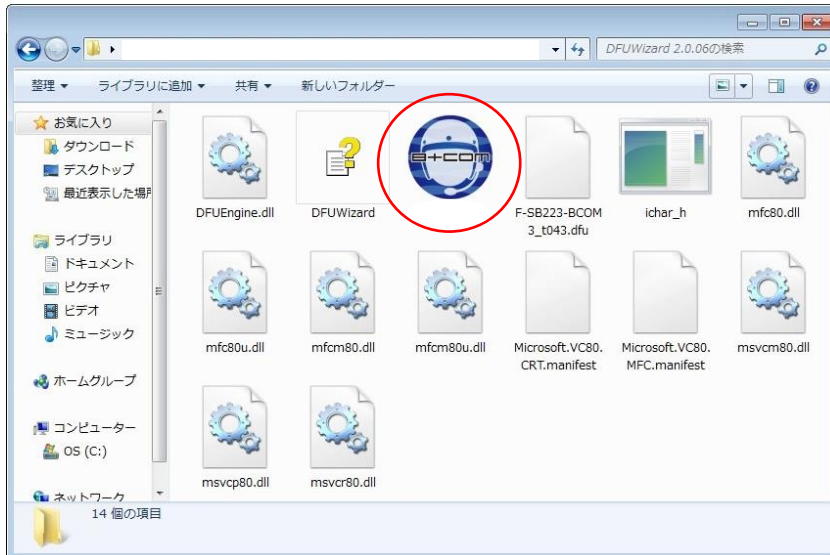 DFUWizard 2.0.06の検索
整理 ライブラリに追加 共有 新しいフォルダー
お気に入り
ダウンロード
デスクトップ
最近表示した場所
ライブラリ
ドキュメント
ピクチャ
ビデオ
ミュージック
ホームグループ
コンピューター
OS (C:)
ネットワーク
B+COM
DFUEngine.dll
DFUWizard
F-SB223-BCOM
3_t043.dfu
ichar_h
mfc80.dll
mfc80u.dll
mfcm80.dll
mfcm80u.dll
Microsoft.VC80.
CRT.manifest
Microsoft.VC80.
MFC.manifest
msvcm80.dll
msvcp80.dll
msvcr80.dll
14 個の項目